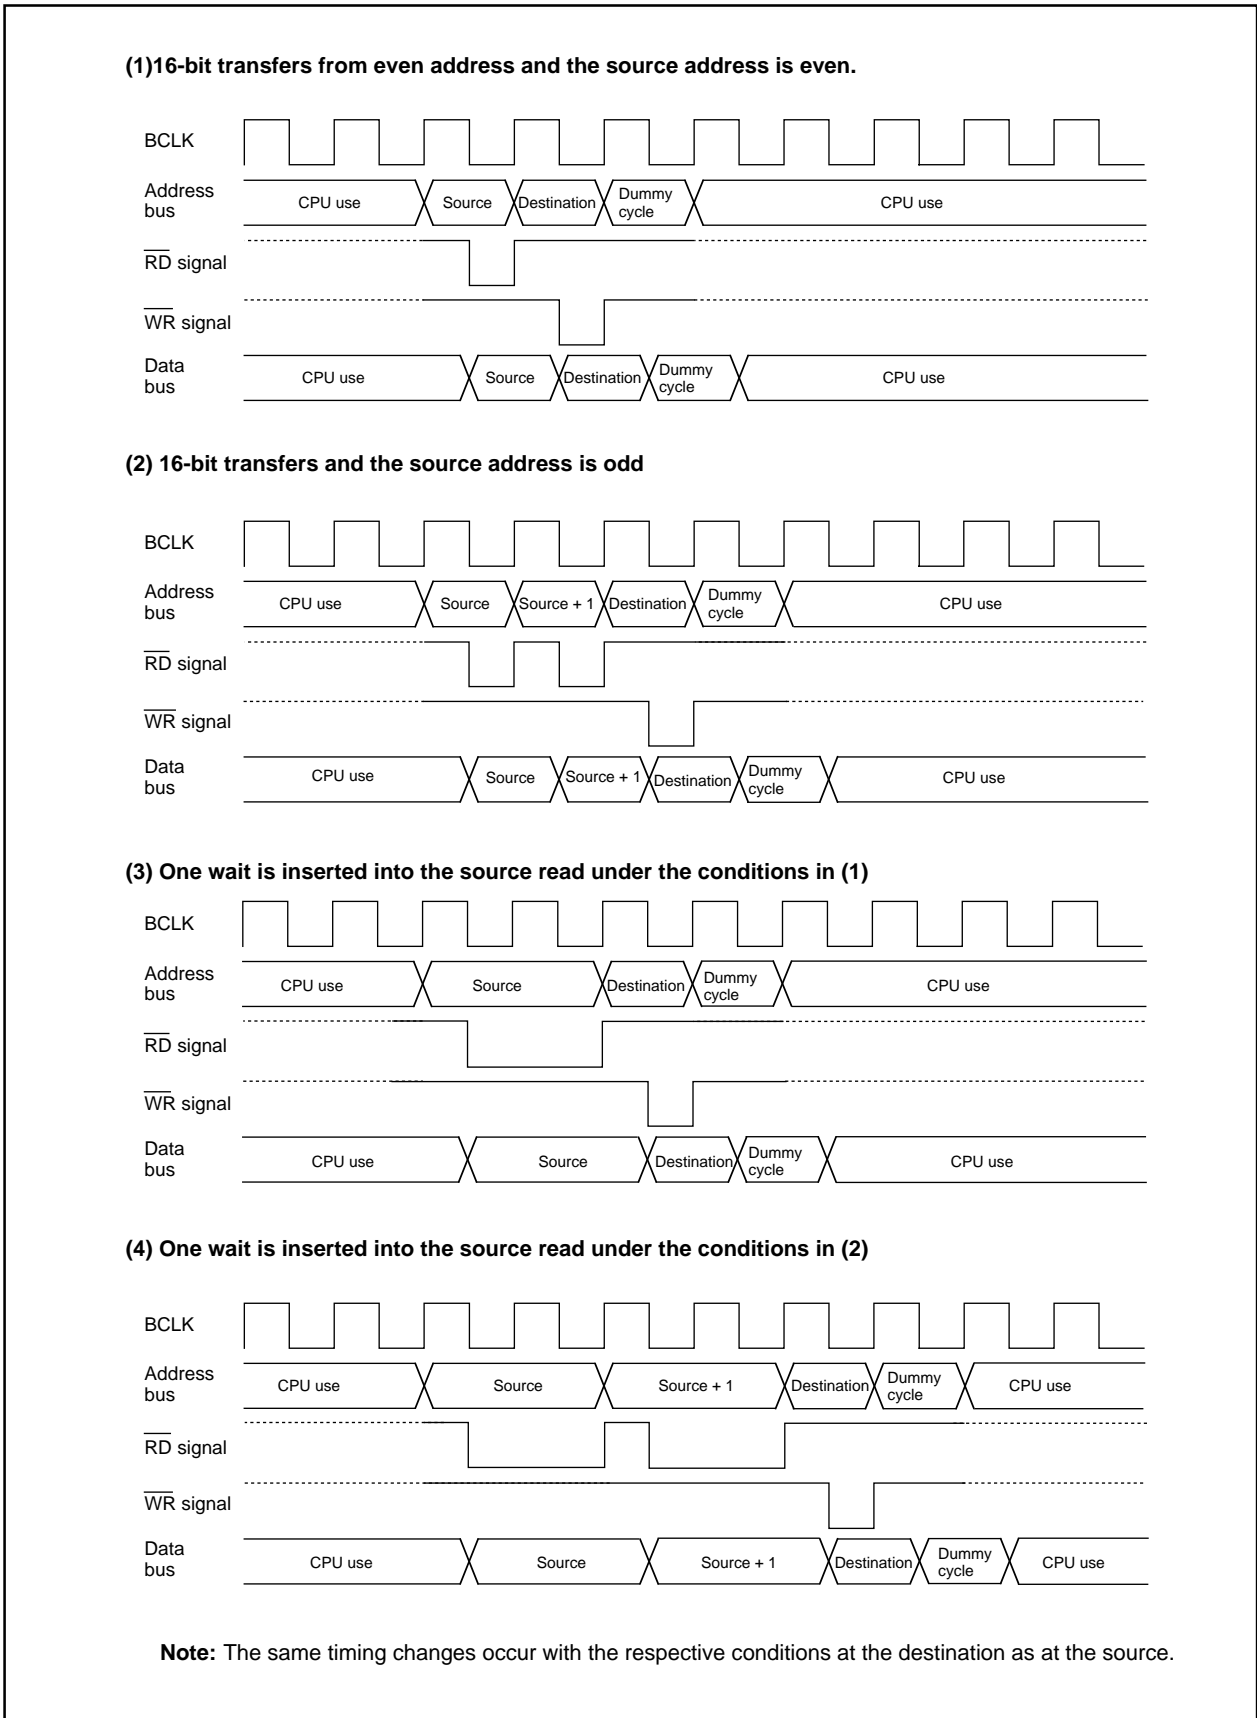 (1)16-bit transfers from even address and the source address is even.
BCLK
Address
bus
CPU use
Source
Destination
Dummy
cycle
CPU use
RD signal
WR signal
Data
bus
CPU use
Source
Destination
Dummy
cycle
CPU use
(2) 16-bit transfers and the source address is odd
BCLK
Address
bus
CPU use
Source
Source + 1
Destination
Dummy
cycle
CPU use
RD signal
WR signal
Data
bus
CPU use
Source
Source + 1
Destination
Dummy
cycle
CPU use
(3) One wait is inserted into the source read under the conditions in (1)
BCLK
Address
bus
CPU use
Source
Destination
Dummy
cycle
CPU use
RD signal
WR signal
Data
bus
CPU use
Source
Destination
Dummy
cycle
CPU use
(4) One wait is inserted into the source read under the conditions in (2)
BCLK
Address
bus
CPU use
Source
Source + 1
Destination
Dummy
cycle
CPU use
RD signal
WR signal
Data
bus
CPU use
Source
Source + 1
Destination
Dummy
cycle
CPU use
Note: The same timing changes occur with the respective conditions at the destination as at the source.